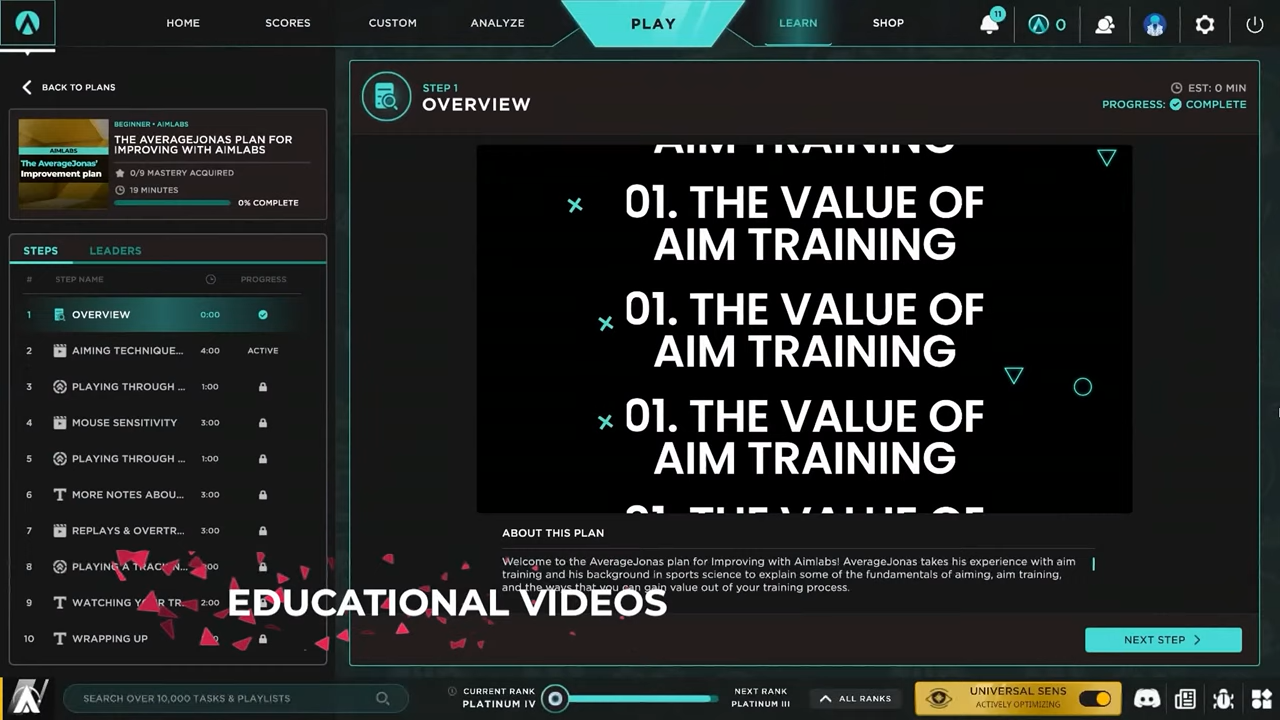 HOME
SCORES
CUSTOM
ANALYZE
PLAY
LEARN
SHOP
11
0
BACK TO PLANS
BEGINNER • AIMLABS
THE AVERAGEJONAS PLAN FOR
IMPROVING WITH AIMLABS
0/9 MASTERY ACQUIRED
19 MINUTES
0% COMPLETE
AIMLABS
The AverageJonas'
Improvement plan
STEPS
LEADERS
# STEP NAME PROGRESS
1 OVERVIEW 0:00
2 AIMING TECHNIQUE... 4:00 ACTIVE
3 PLAYING THROUGH ... 1:00
4 MOUSE SENSITIVITY 3:00
5 PLAYING THROUGH ... 1:00
6 MORE NOTES ABOU... 3:00
7 REPLAYS & OVERTR... 3:00
8 PLAYING A
9 WATCHING 2:00
10 WRAPPING UP
STEP 1
OVERVIEW
EST: 0 MIN
PROGRESS: COMPLETE
AIM TRAINING
01. THE VALUE OF
AIM TRAINING
01. THE VALUE OF
AIM TRAINING
01. THE VALUE OF
AIM TRAINING
01. THE VALUE OF
ABOUT THIS PLAN
Welcome to the AverageJonas plan for Improving with Aimlabs! AverageJonas takes his experience with aim
training and his background in sports science to explain some of the fundamentals of aiming, aim training,
and the ways that you can gain value out of your training process.
EDUCATIONAL VIDEOS
NEXT STEP
SEARCH OVER 10,000 TASKS & PLAYLISTS
CURRENT RANK
PLATINUM IV
NEXT RANK
PLATINUM III
ALL RANKS
UNIVERSAL SENS
ACTIVELY OPTIMIZING